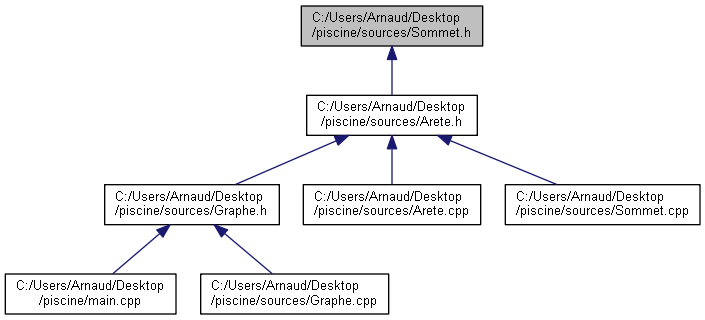 C:/Users/Arnaud/Desktop
/piscine/sources/Sommet.h
C:/Users/Arnaud/Desktop
/piscine/sources/Arete.h
C:/Users/Arnaud/Desktop
/piscine/sources/Graphe.h
C:/Users/Arnaud/Desktop
/piscine/sources/Arete.cpp
C:/Users/Arnaud/Desktop
/piscine/sources/Sommet.cpp
C:/Users/Arnaud/Desktop
/piscine/main.cpp
C:/Users/Arnaud/Desktop
/piscine/sources/Graphe.cpp